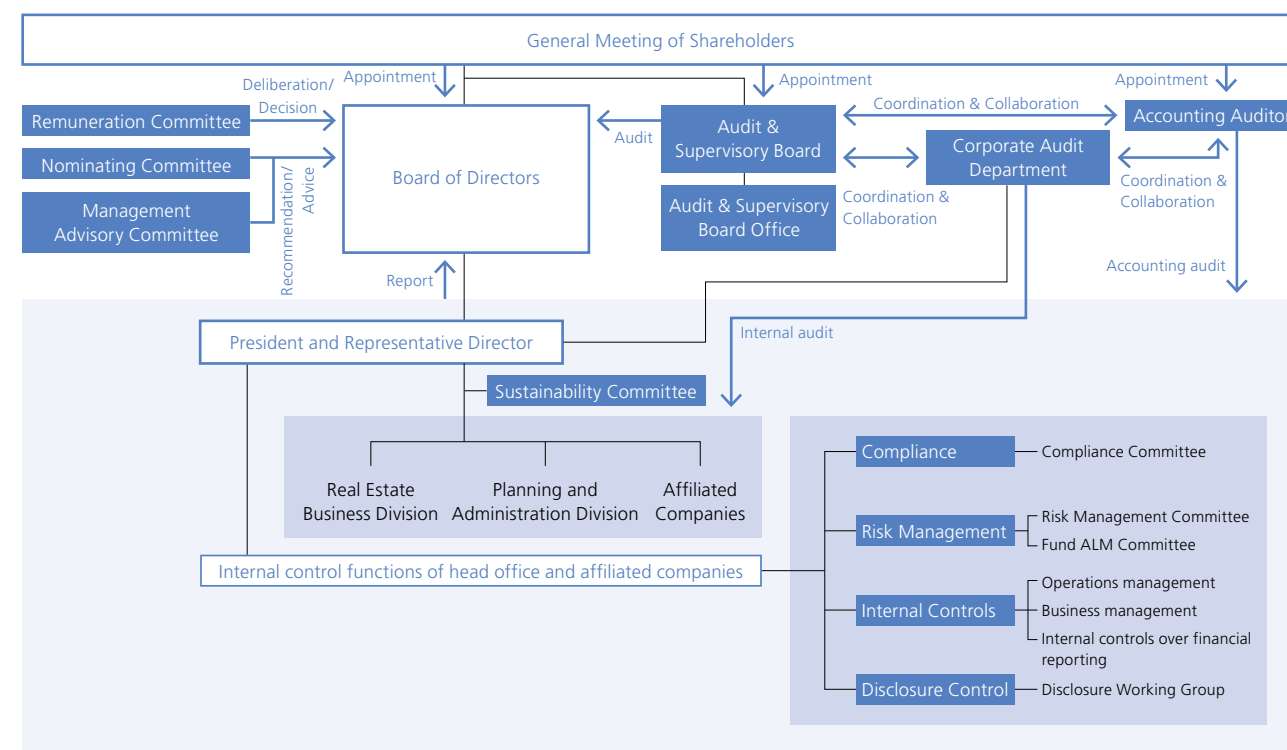 General Meeting of Shareholders
Deliberation/
Decision
Appointment
Appointment
Appointment
Remuneration Committee
Nominating Committee
Management
Advisory Committee
Recommendation/
Advice
Board of Directors
Audit
Audit &
Supervisory Board
Audit & Supervisory
Board Office
Coordination & Collaboration
Accounting Auditor
Corporate Audit
Department
Coordination &
Collaboration
Coordination &
Collaboration
Report
Accounting audit
President and Representative Director
Internal audit
Sustainability Committee
Real Estate
Business Division
Planning and
Administration Division
Affiliated
Companies
Internal control functions of head office and affiliated companies
Compliance
Compliance Committee
Risk Management
Risk Management Committee
Fund ALM Committee
Internal Controls
Operations management
Business management
Internal controls over financial
reporting
Disclosure Control
Disclosure Working Group